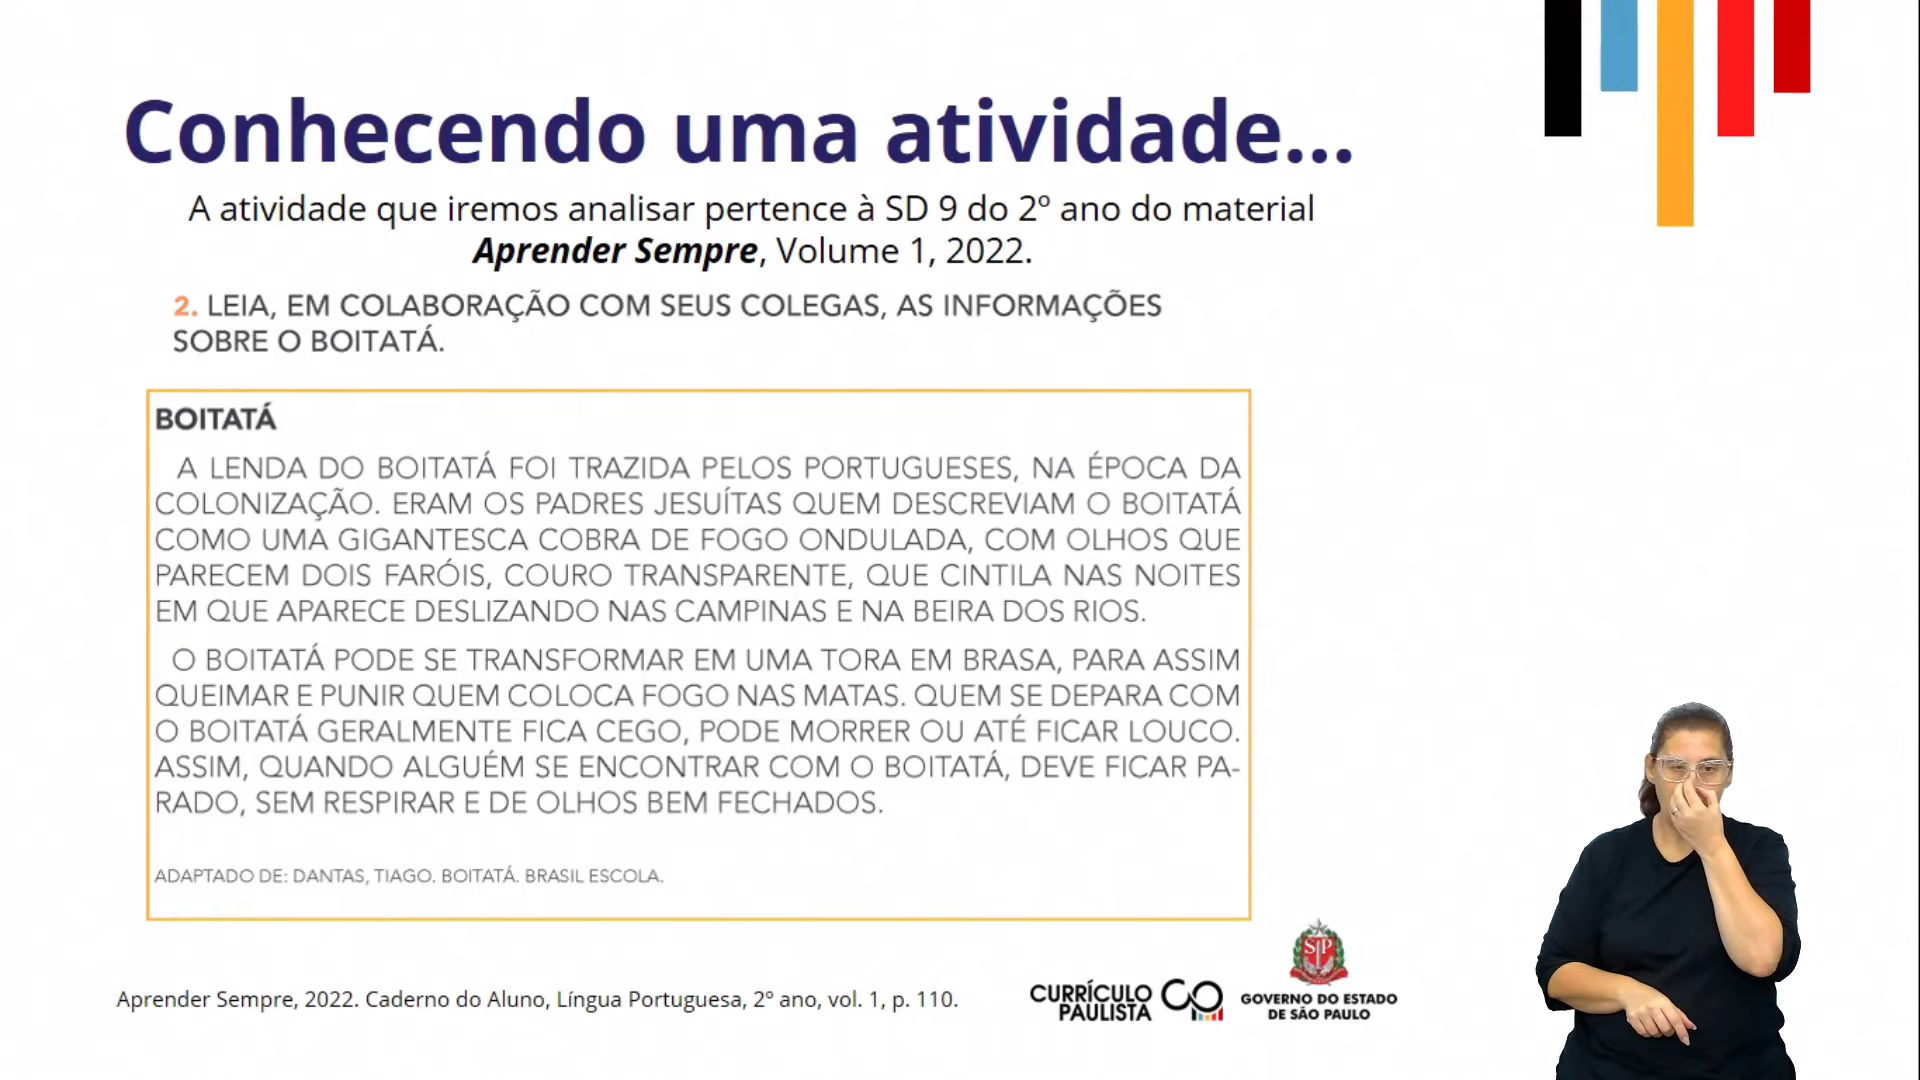 Conhecendo uma atividade...
A atividade que iremos analisar pertence à SD 9 do 2º ano do material
Aprender Sempre, Volume 1, 2022.
2. LEIA, EM COLABORAÇÃO COM SEUS COLEGAS, AS INFORMAÇÕES
SOBRE O BOITATÁ.
BOITATÁ
A LENDA DO BOITATÁ FOI TRAZIDA PELOS PORTUGUESES, NA ÉPOCA DA
COLONIZAÇÃO. ERAM OS PADRES JESUÍTAS QUEM DESCREVIAM O BOITATÁ
COMO UMA GIGANTESCA COBRA DE FOGO ONDULADA, COM OLHOS QUE
PARECEM DOIS FARÓIS, COURO TRANSPARENTE, QUE CINTILA NAS NOITES
EM QUE APARECE DESLIZANDO NAS CAMPINAS E NA BEIRA DOS RIOS.
O BOITATÁ PODE SE TRANSFORMAR EM UMA TORA EM BRASA, PARA ASSIM
QUEIMAR E PUNIR QUEM COLOCA FOGO NAS MATAS. QUEM SE DEPARA COM
O BOITATÁ GERALMENTE FICA CEGO, PODE MORRER OU ATÉ FICAR LOUCO.
ASSIM, QUANDO ALGUÉM SE ENCONTRAR COM O BOITATÁ, DEVE FICAR PA-
RADO, SEM RESPIRAR E DE OLHOS BEM FECHADOS.
ADAPTADO DE: DANTAS, TIAGO. BOITATÁ. BRASIL ESCOLA.
Aprender Sempre, 2022. Caderno do Aluno, Língua Portuguesa, 2º ano, vol. 1, p. 110.
CURRÍCULO
PAULISTA
SP
GOVERNO DO ESTADO
DE SÃO PAULO